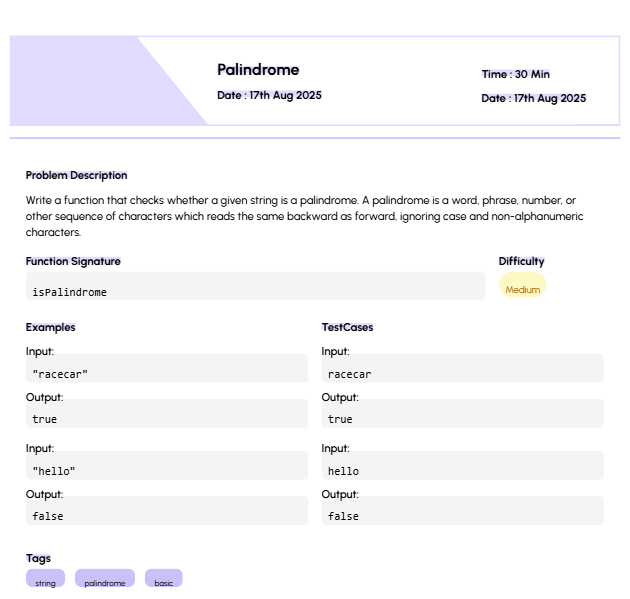 Palindrome
Date : 17th Aug 2025
Time : 30 Min
Date : 17th Aug 2025
Problem Description
Write a function that checks whether a given string is a palindrome. A palindrome is a word, phrase, number, or
other sequence of characters which reads the same backward as forward, ignoring case and non-alphanumeric
characters.
Function Signature
isPalindrome
Difficulty
Medium
Examples
Input:
"racecar"
Output:
true
Input:
"hello"
Output:
false
TestCases
Input:
racecar
Output:
true
Input:
hello
Output:
false
Tags
string
palindrome
basic